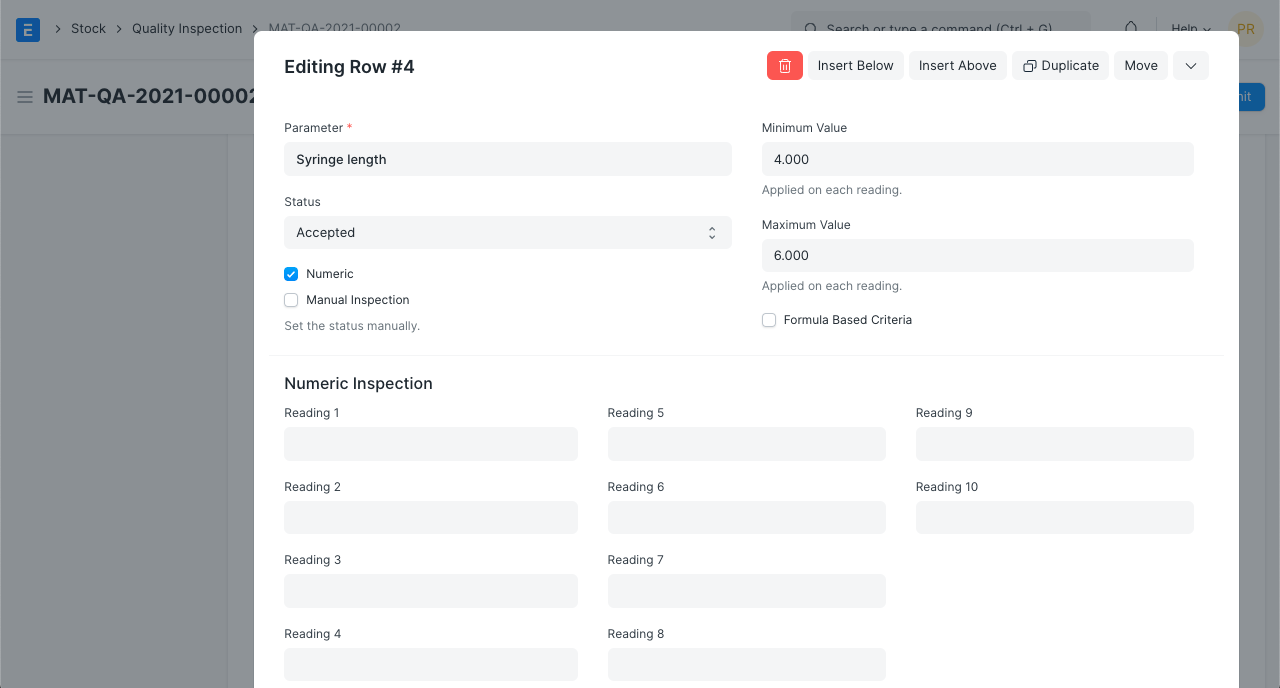 E
Stock
Quality Inspection
MAT-QA-2021-00002
Search or type a command (Ctrl + G)
Help
PR
MAT-QA-2021-00002
Editing Row #4
Insert Below
Insert Above
Duplicate
Move
Parameter *
Syringe length
Status
Accepted
Numeric
Manual Inspection
Set the status manually.
Minimum Value
4.000
Applied on each reading.
Maximum Value
6.000
Applied on each reading.
Formula Based Criteria
Numeric Inspection
Reading 1
Reading 2
Reading 3
Reading 4
Reading 5
Reading 6
Reading 7
Reading 8
Reading 9
Reading 10